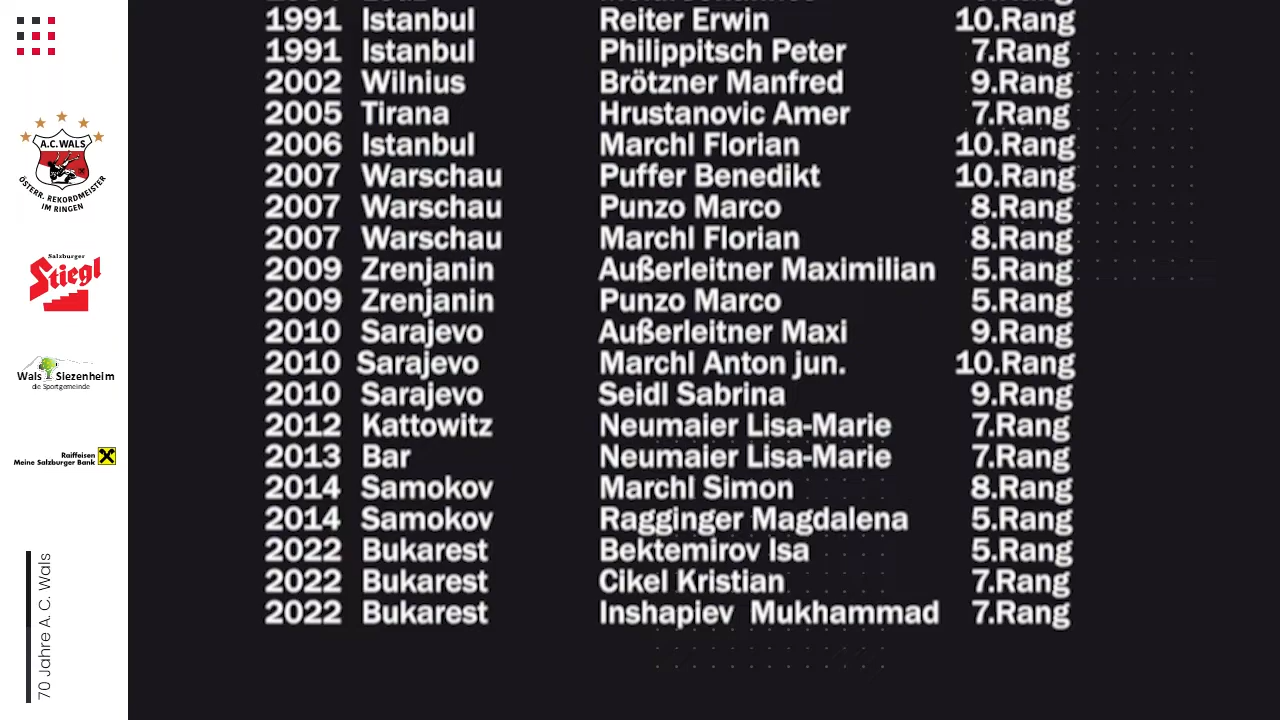 1991 Istanbul Reiter Erwin 10.Rang
1991 Istanbul Philippitsch Peter 7.Rang
2002 Wilnius Brötzner Manfred 9.Rang
2005 Tirana Hrustanovic Amer 7.Rang
2006 Istanbul Marchl Florian 10.Rang
2007 Warschau Puffer Benedikt 10.Rang
2007 Warschau Punzo Marco 8.Rang
2007 Warschau Marchl Florian 8.Rang
2009 Zrenjanin Außerleitner Maximilian 5.Rang
2009 Zrenjanin Punzo Marco 5.Rang
2010 Sarajevo Außerleitner Maxi 9.Rang
2010 Sarajevo Marchl Anton jun. 10.Rang
2010 Sarajevo Seidl Sabrina 9.Rang
2012 Kattowitz Neumaier Lisa-Marie 7.Rang
2013 Bar Neumaier Lisa-Marie 7.Rang
2014 Samokov Marchl Simon 8.Rang
2014 Samokov Ragginger Magdalena 5.Rang
2022 Bukarest Bektemirov Isa 5.Rang
2022 Bukarest Cikel Kristian 7.Rang
2022 Bukarest Inshapiev Mukhammad 7.Rang
A.C.WALS
ÖSTERR. REKORDMEISTER
IM RINGEN
Salzburger
Stiegl
Wals Siezenheim
die Sportgemeinde
Raiffeisen
Meine Salzburger Bank
70 Jahre A. C. Wals